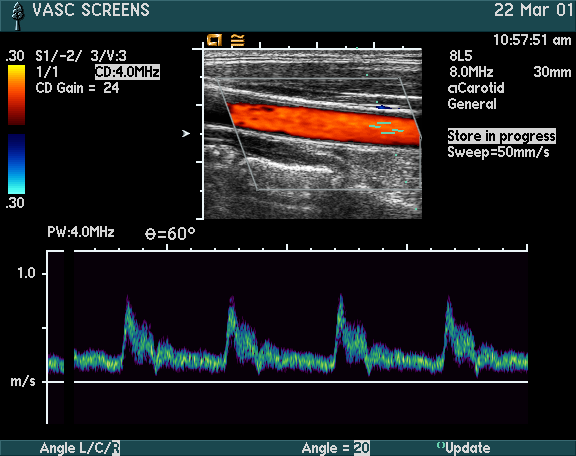 VASC SCREENS
22 Mar 01
10:57:51 am
.30
S1/-2/ 3/V:3
1/1 CD:4.0MHz
CD Gain = 24
.30
8L5
8.0MHz 30mm
Carotid
General
Store in progress
Sweep=50mm/s
PW:4.0MHz
θ=60°
1.0
m/s
Angle L/C/R
Angle = 20
Update